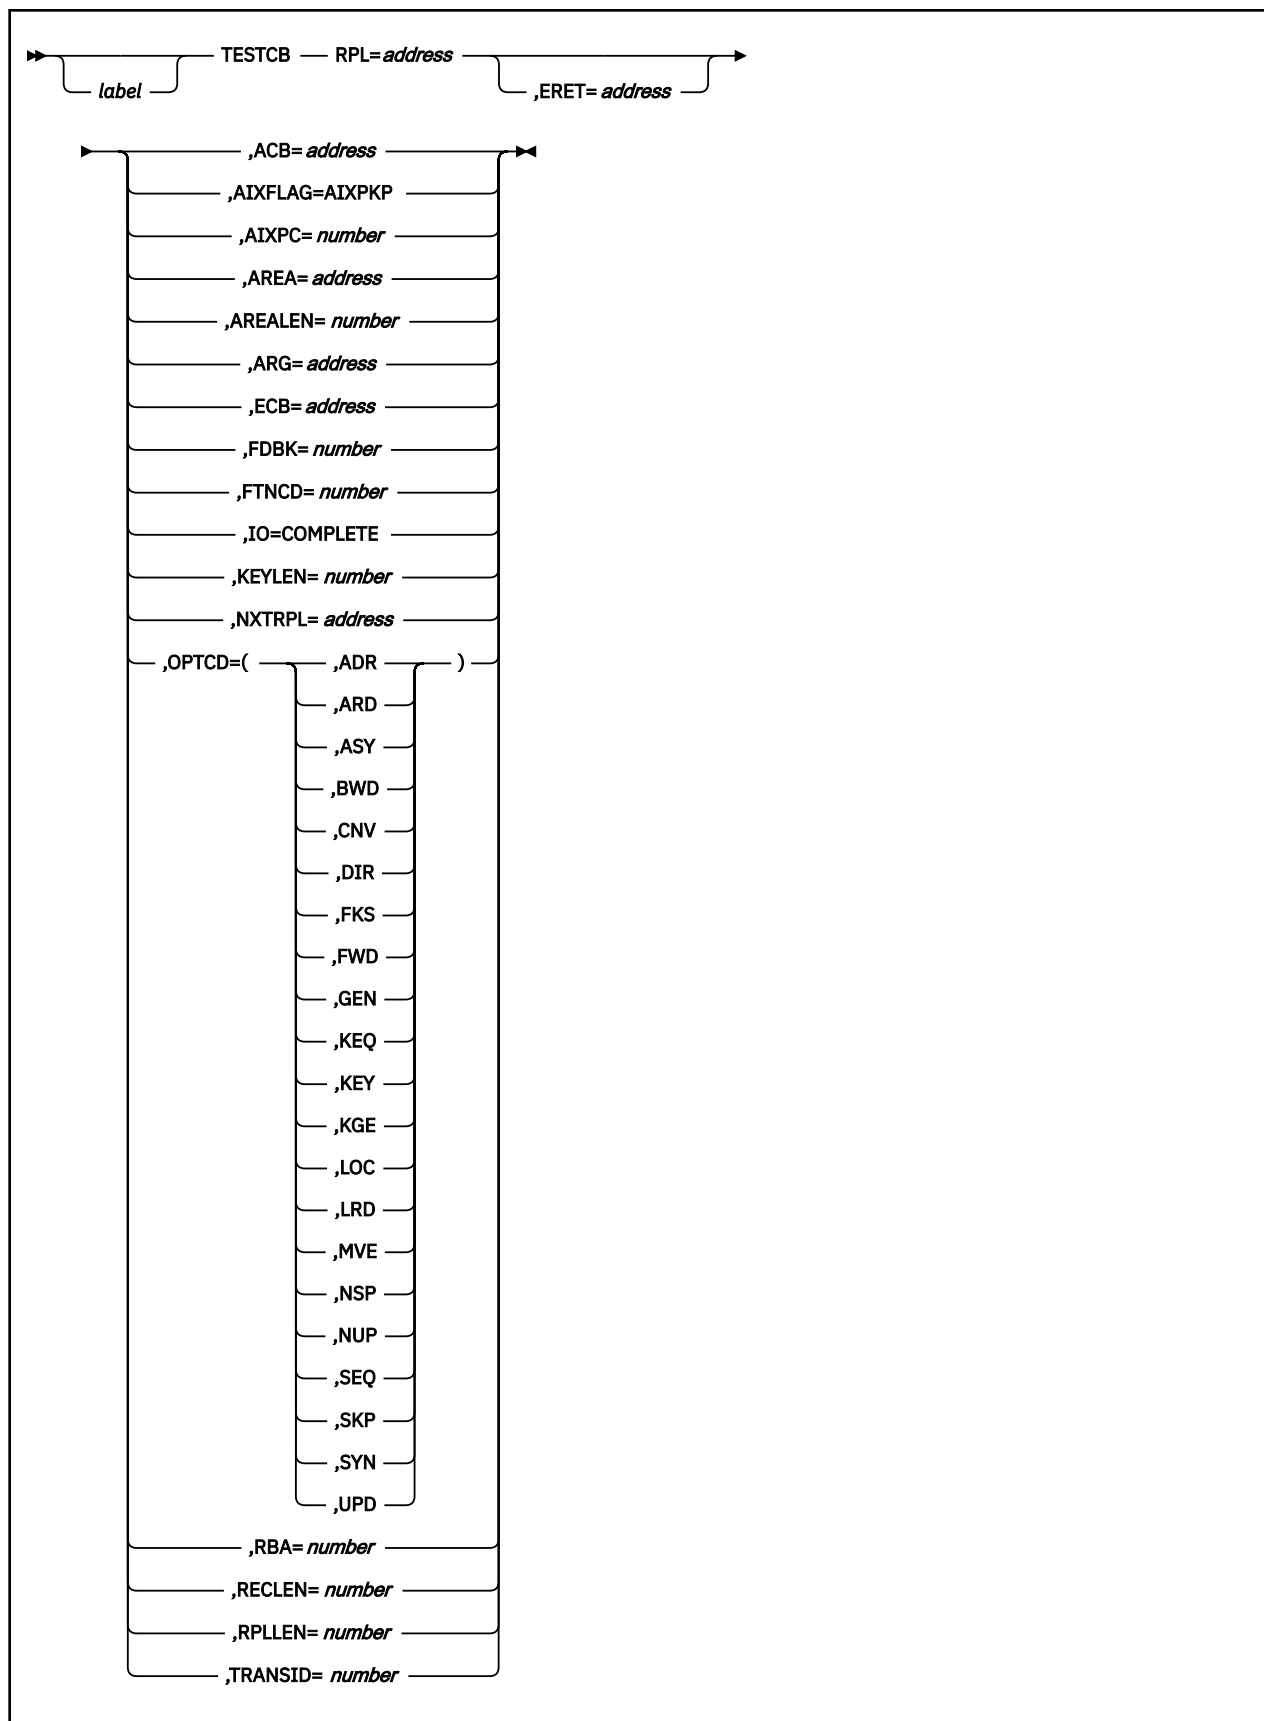 TESTCB RPL=address
label ,ERET=address
,ACB=address
,AIXFLAG=AIXPKP
,AIXPC=number
,AREA=address
,AREALEN=number
,ARG=address
,ECB=address
,FDBK=number
,FTNCD=number
,IO=COMPLETE
,KEYLEN=number
,NXTRPL=address
,OPTCD=( ,ADR )
,ARD
,ASY
,BWD
,CNV
,DIR
,FKS
,FWD
,GEN
,KEQ
,KEY
,KGE
,LOC
,LRD
,MVE
,NSP
,NUP
,SEQ
,SKP
,SYN
,UPD
,RBA=number
,RECLEN=number
,RPLLEN=number
,TRANSID=number